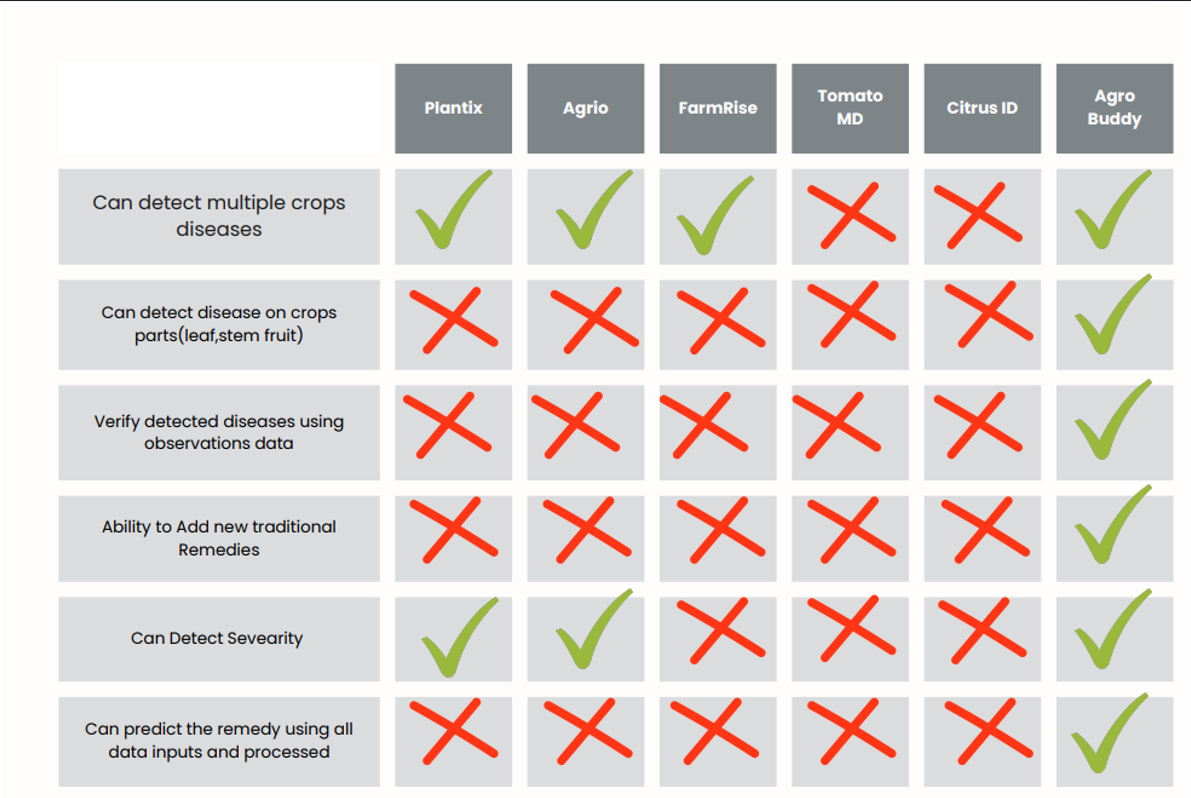 Plantix
Agrio
FarmRise
Tomato
MD
Citrus ID
Agro
Buddy
Can detect multiple crops
diseases
Can detect disease on crops
parts(leaf,stem fruit)
Verify detected diseases using
observations data
Ability to Add new traditional
Remedies
Can Detect Sevearity
Can predict the remedy using all
data inputs and processed